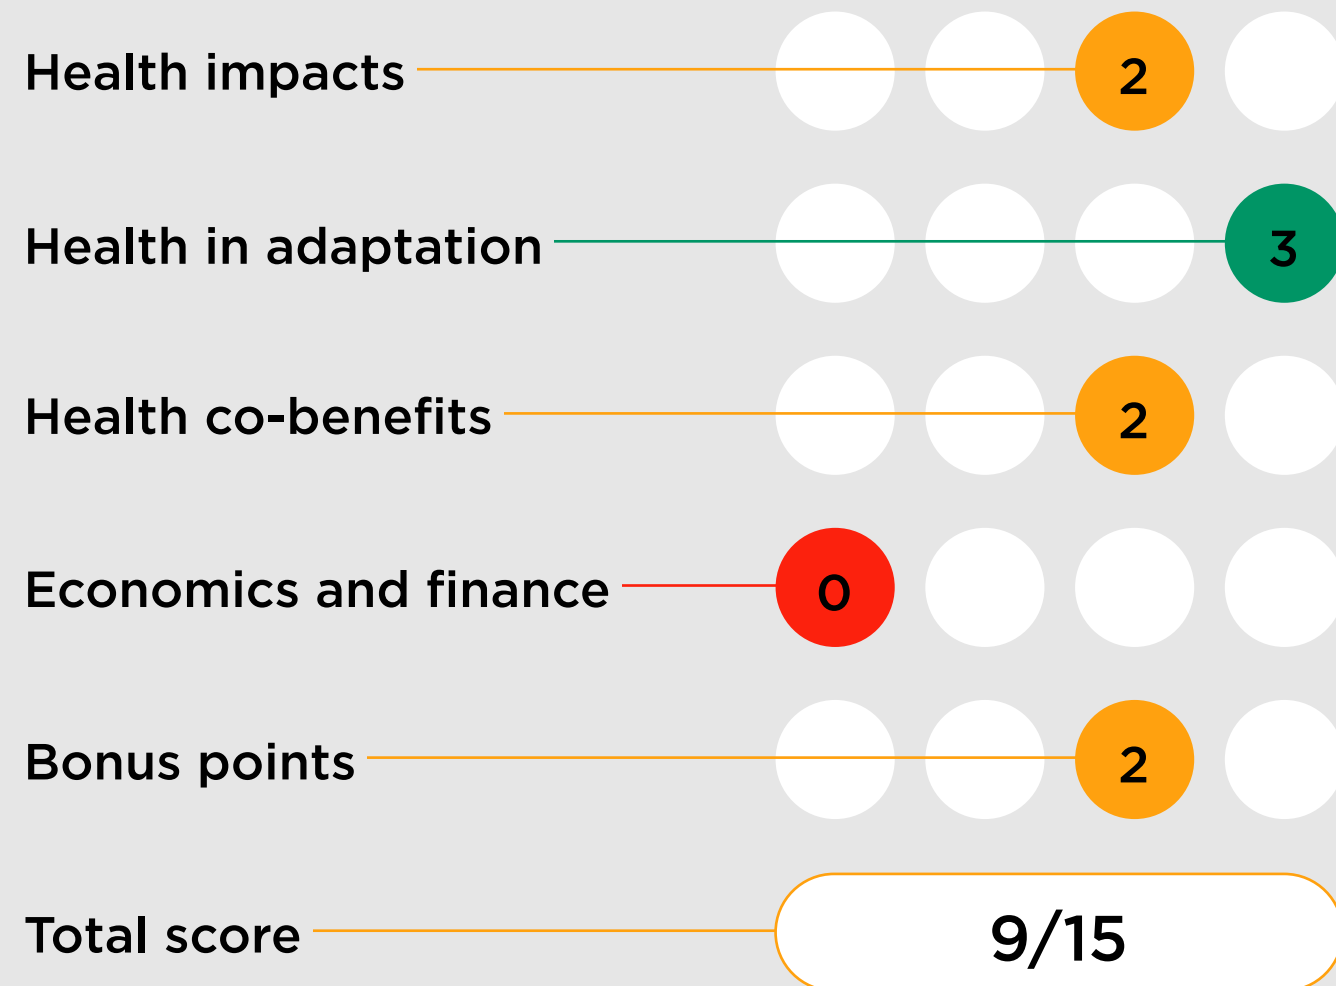 Health impacts 2
Health in adaptation 3
Health co-benefits 2
Economics and finance 0
Bonus points 2
Total score 9/15